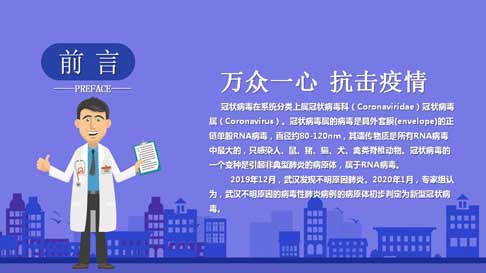 前言
PREFACE
万众一心 抗击疫情
冠状病毒在系统分类上属冠状病毒科（Coronaviridae）冠状病毒
属（Coronavirus）。冠状病毒属的病毒是具外套膜(envelope)的正
链单股RNA病毒，直径约80-120nm，其遗传物质是所有RNA病毒
中最大的，只感染人、鼠、猪、猫、犬、禽类脊椎动物。冠状病毒的
一个变种是引起非典型肺炎的病原体，属于RNA病毒。
2019年12月，武汉发现不明原因肺炎。2020年1月，专家组认
为，武汉不明原因的病毒性肺炎病例的病原体初步判定为新型冠状病
毒。